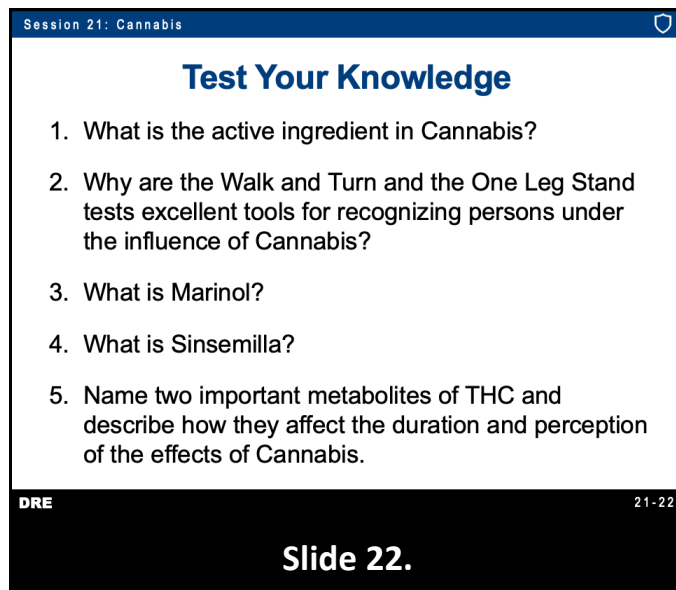 Session 21: Cannabis
Test Your Knowledge
1. What is the active ingredient in Cannabis?
2. Why are the Walk and Turn and the One Leg Stand
tests excellent tools for recognizing persons under
the influence of Cannabis?
3. What is Marinol?
4. What is Sinsemilla?
5. Name two important metabolites of THC and
describe how they affect the duration and perception
of the effects of Cannabis.
DRE
21-22
Slide 22.